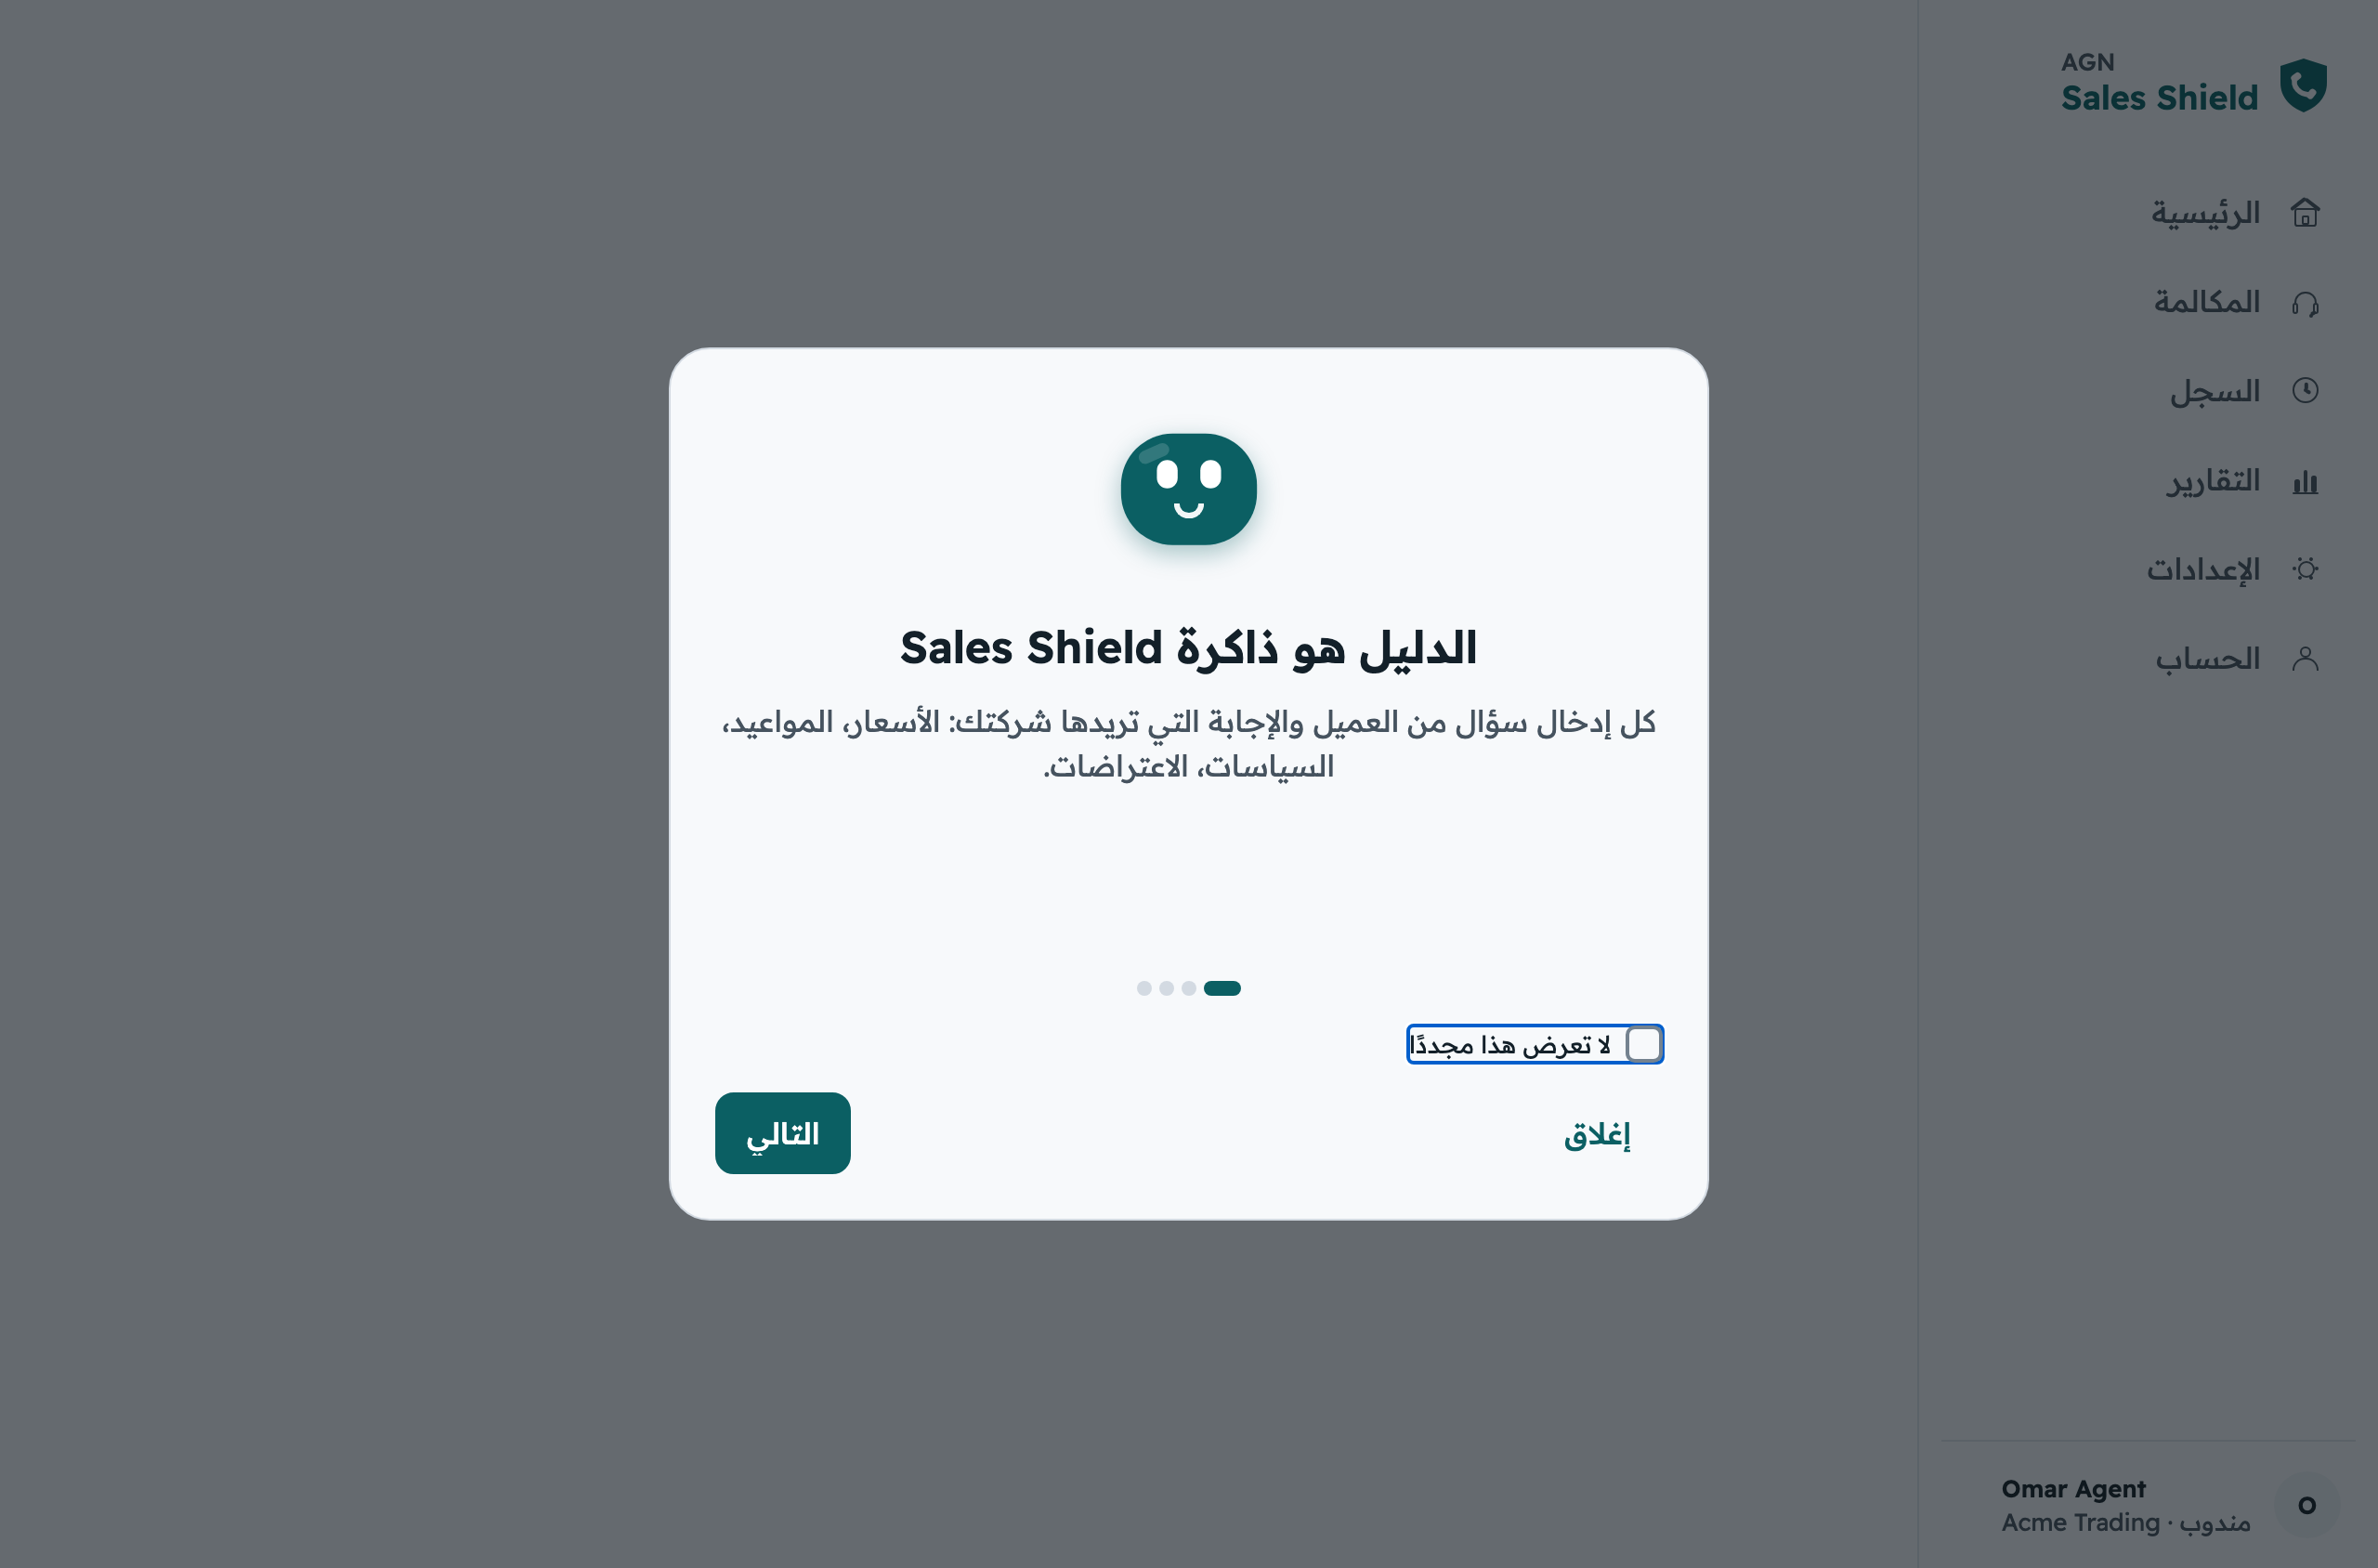 AGN
Sales Shield
الرئيسية
المكالمة
السجل
التقارير
الإعدادات
الحساب
الدليل هو ذاكرة Sales Shield
كل إدخال سؤال من العميل والإجابة التي تريدها شركتك: الأسعار، المواعيد،
السياسات، الاعتراضات.
لا تعرض هذا مجددًا
إغلاق
التالي
O
Omar Agent
مندوب · Acme Trading